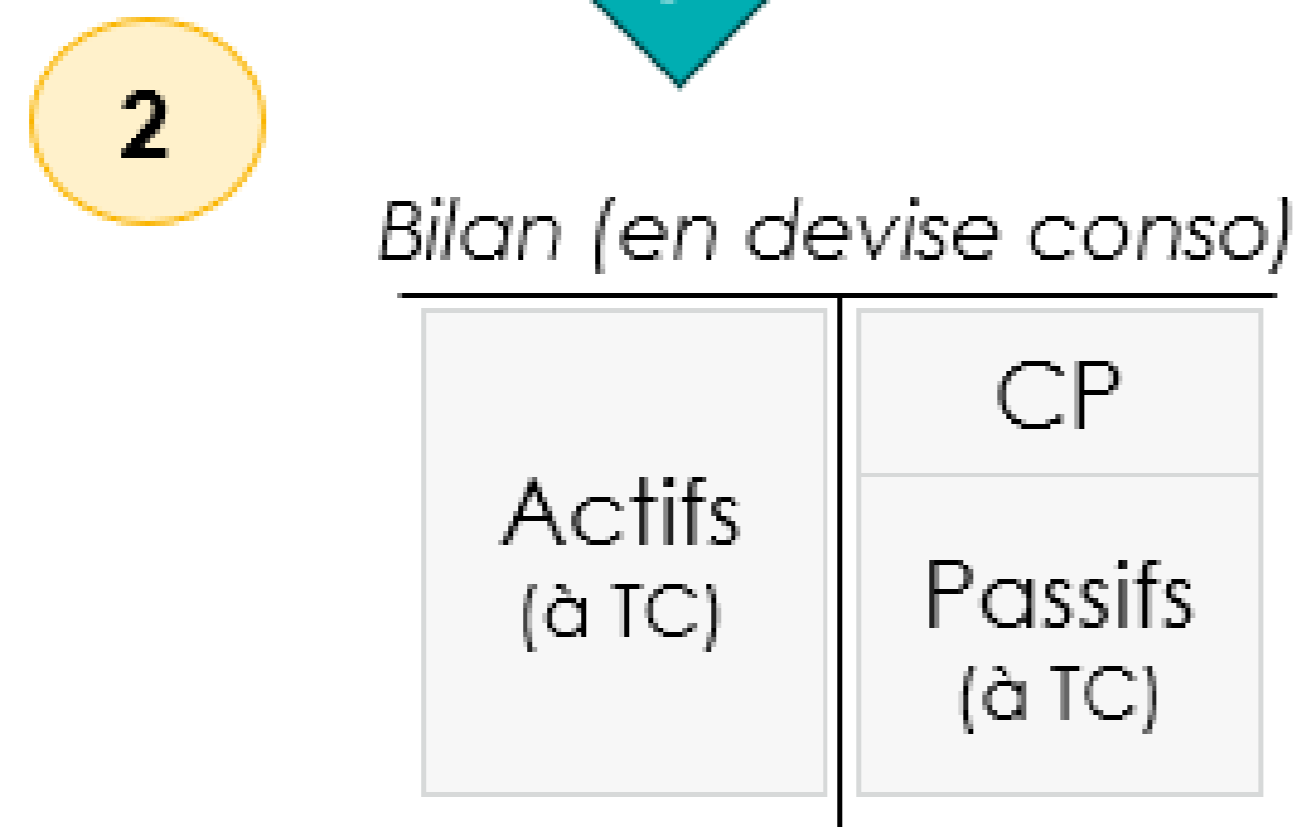 2
Bilan (en devise conso)
CP
Actifs
(à TC)
Passifs
(à TC)